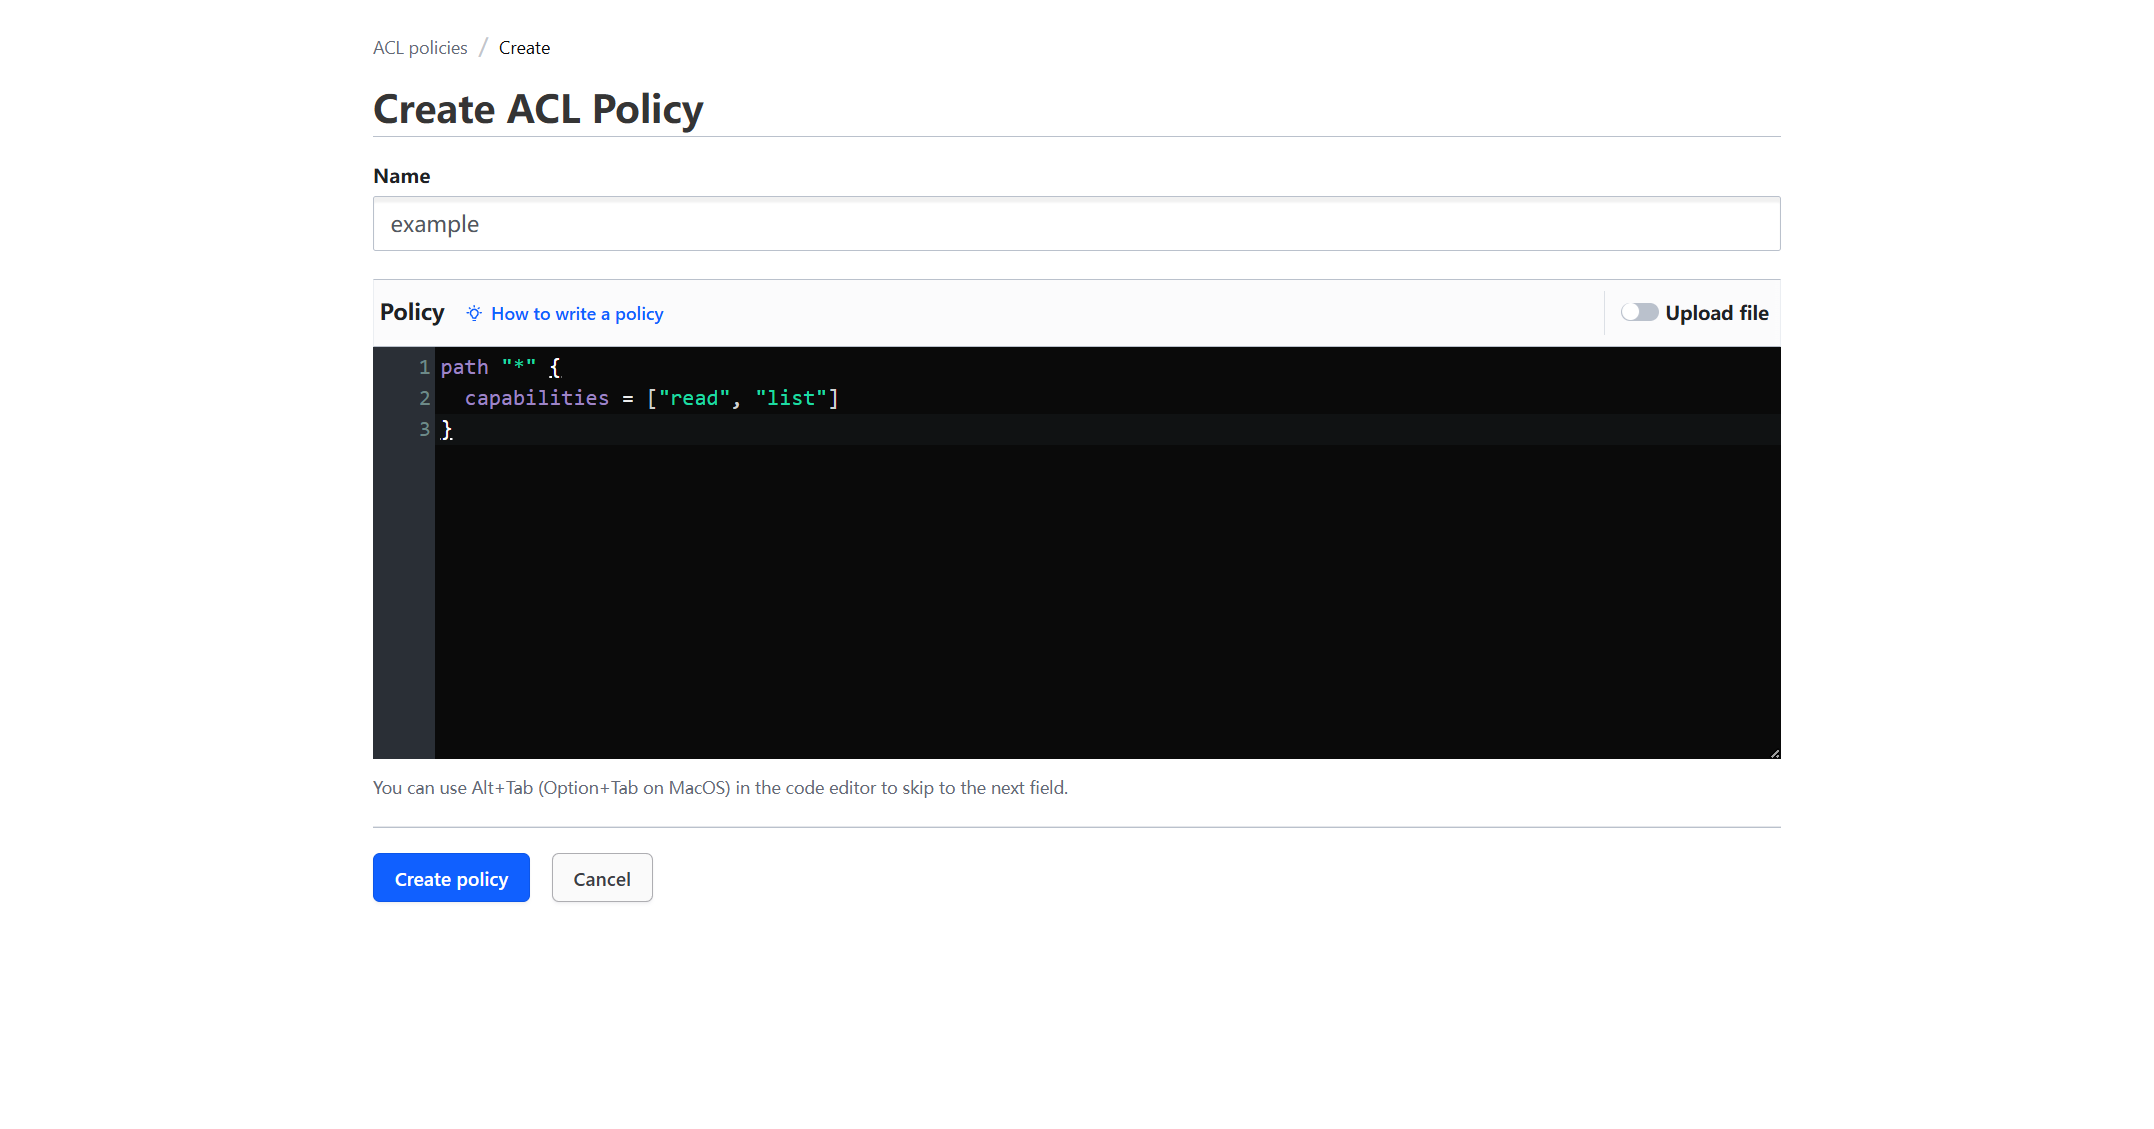 ACL policies / Create
Create ACL Policy
Name
example
Policy How to write a policy Upload file
1 path "*" {
2   capabilities = ["read", "list"]
3 }
You can use Alt+Tab (Option+Tab on MacOS) in the code editor to skip to the next field.
Create policy Cancel